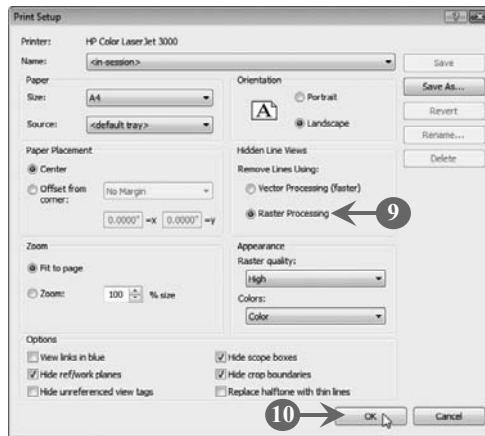 Print Setup
Printer: HP Color LaserJet 3000
Name: <in-session>
Save
Save As...
Revert
Rename...
Delete
Paper
Size: A4
Source: <default tray>
Orientation
A
Portrait
Landscape
Paper Placement
Center
Offset from corner: No Margin
0.0000" =x 0.0000" =y
Hidden Line Views
Remove Lines Using:
Vector Processing (faster)
Raster Processing
9
Zoom
Fit to page
Zoom: 100 % size
Appearance
Raster quality:
High
Colors:
Color
Options
View links in blue
Hide ref/work planes
Hide unreferenced view tags
Hide scope boxes
Hide crop boundaries
Replace halftone with thin lines
10
OK
Cancel